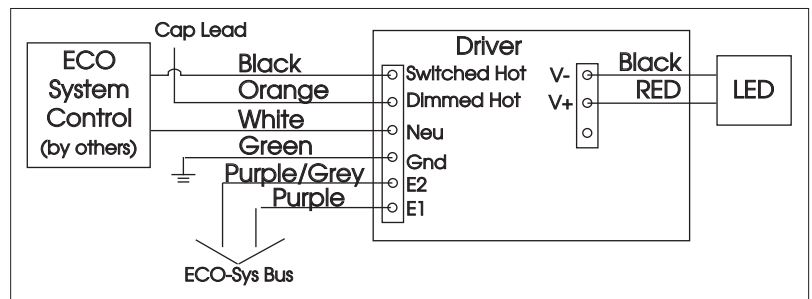 Cap Lead
ECO
System
Control
(by others)
Black
Orange
White
Green
Purple/Grey
Purple
ECO-Sys Bus
Driver
Switched Hot
Dimmed Hot
Neu
Gnd
E2
E1
V-
V+
Black
RED
LED